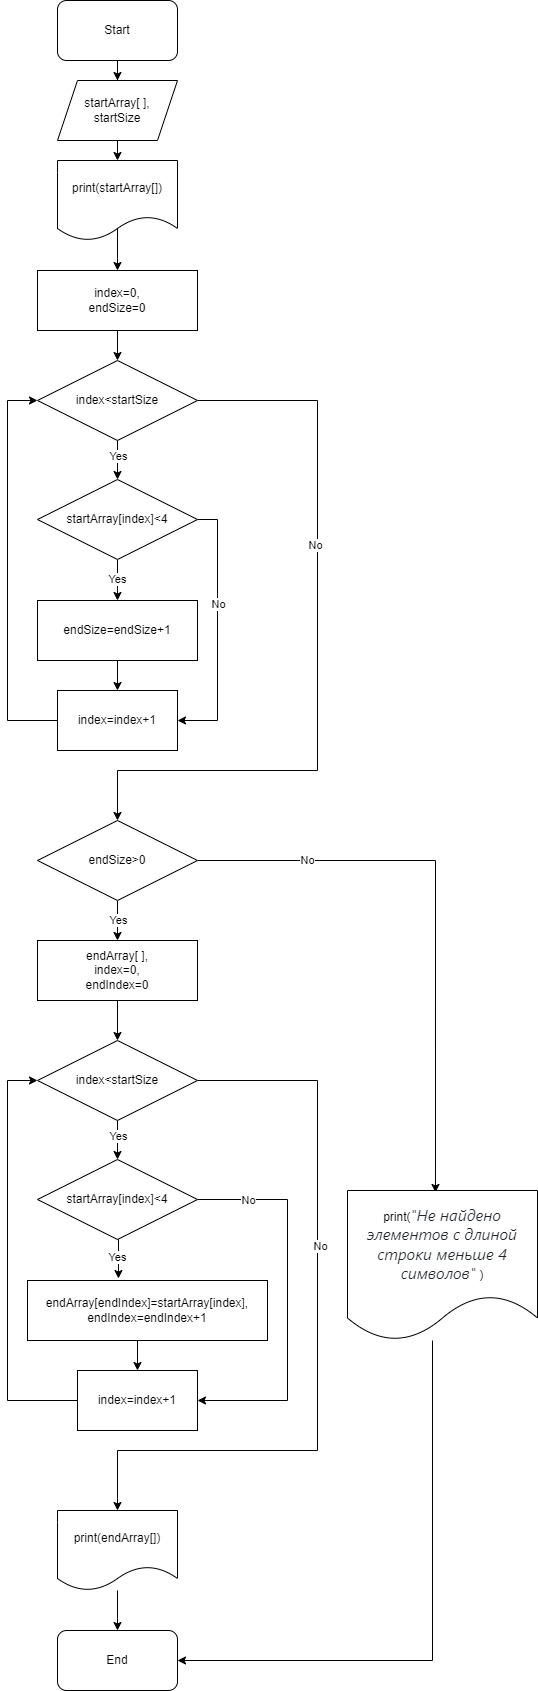 Start
startArray[ ],
startSize
print(startArray[])
index=0,
endSize=0
index<startSize
Yes
startArray[index]<4
No
Yes
No
endSize=endSize+1
index=index+1
endSize>0
No
Yes
endArray[ ],
index=0,
endIndex=0
index<startSize
Yes
startArray[index]<4
No
print("Не найдено
элементов с длиной
строки меньше 4
символов" )
No
Yes
endArray[endIndex]=startArray[index],
endIndex=endIndex+1
index=index+1
print(endArray[])
End